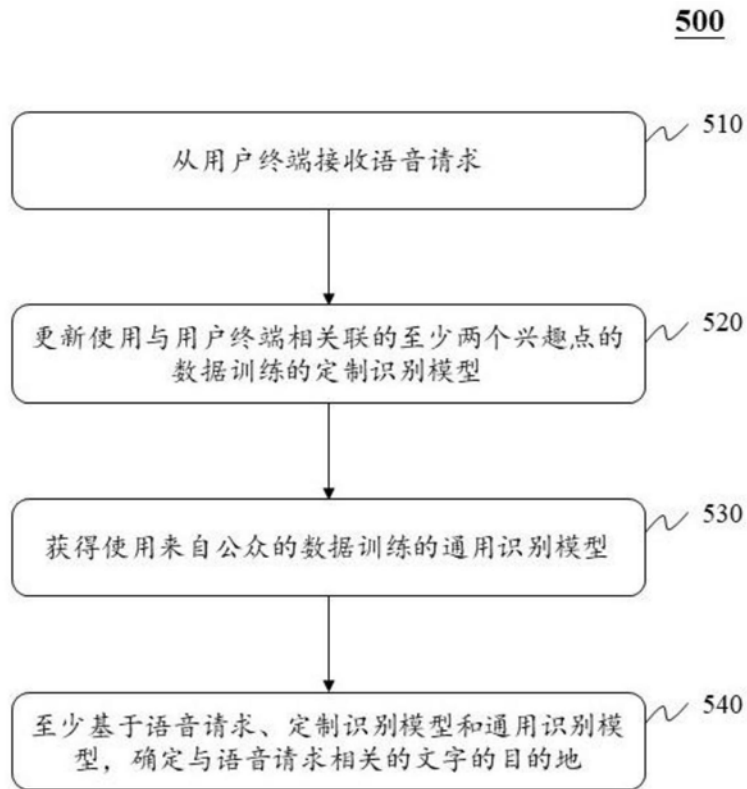 500
510
从用户终端接收语音请求
520
更新使用与用户终端相关联的至少两个兴趣点的
数据训练的定制识别模型
530
获得使用来自公众的数据训练的通用识别模型
540
至少基于语音请求、定制识别模型和通用识别模
型，确定与语音请求相关的文字的目的地